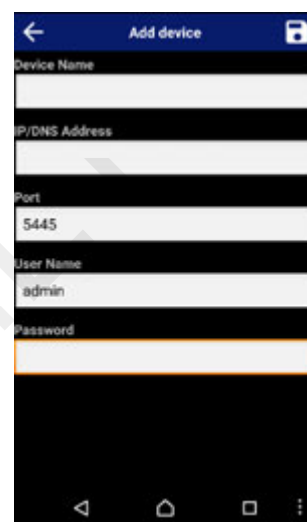 Add device
Device Name
IP/DNS Address
Port
5445
User Name
admin
Password